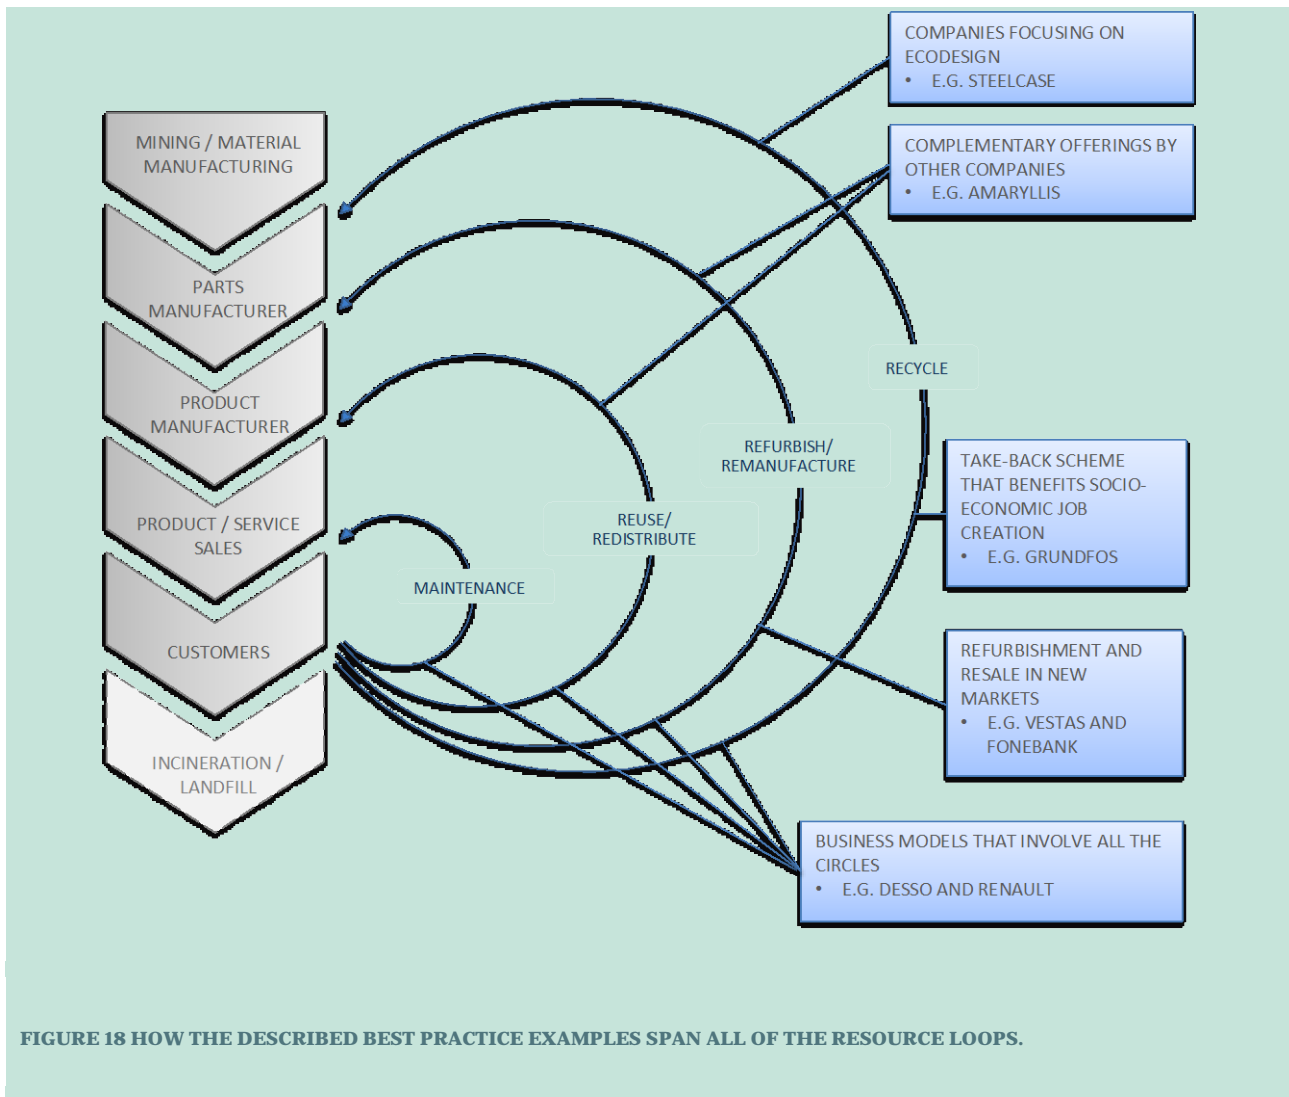 MINING / MATERIAL
MANUFACTURING
PARTS
MANUFACTURER
PRODUCT
MANUFACTURER
PRODUCT / SERVICE
SALES
CUSTOMERS
INCINERATION /
LANDFILL
MAINTENANCE
REUSE/
REDISTRIBUTE
REFURBISH/
REMANUFACTURE
RECYCLE
COMPANIES FOCUSING ON
ECODESIGN
• E.G. STEELCASE
COMPLEMENTARY OFFERINGS BY
OTHER COMPANIES
• E.G. AMARYLLIS
TAKE-BACK SCHEME
THAT BENEFITS SOCIO-
ECONOMIC JOB
CREATION
• E.G. GRUNDFOS
REFURBISHMENT AND
RESALE IN NEW
MARKETS
• E.G. VESTAS AND
FONEBANK
BUSINESS MODELS THAT INVOLVE ALL THE
CIRCLES
• E.G. DESSO AND RENAULT
FIGURE 18 HOW THE DESCRIBED BEST PRACTICE EXAMPLES SPAN ALL OF THE RESOURCE LOOPS.